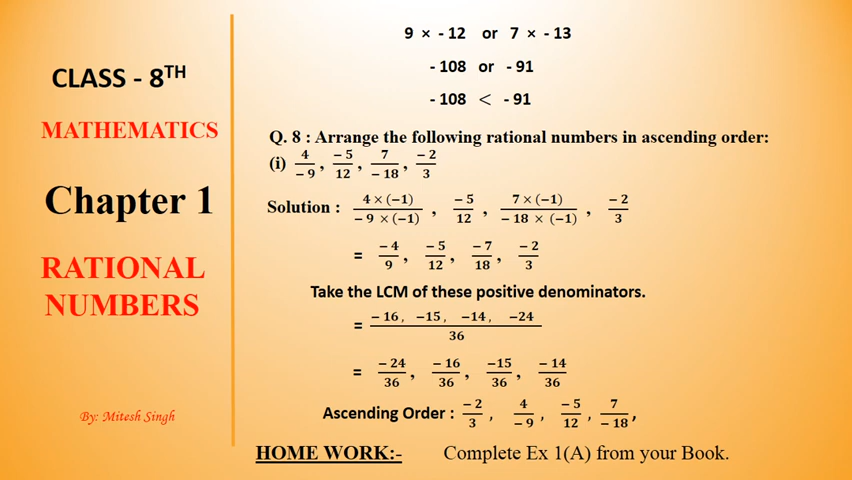 CLASS - 8TH
MATHEMATICS
Chapter 1
RATIONAL
NUMBERS
By: Mitesh Singh
9 × - 12 or 7 × - 13
- 108 or - 91
- 108 < - 91
Q. 8 : Arrange the following rational numbers in ascending order:
(i) 4/-9 , -5/12 , 7/-18 , -2/3
Solution : 4×(-1)/-9×(-1) , -5/12 , 7×(-1)/-18×(-1) , -2/3
= -4/9 , -5/12 , -7/18 , -2/3
Take the LCM of these positive denominators.
= -16 , -15 , -14 , -24/36
= -24/36 , -16/36 , -15/36 , -14/36
Ascending Order : -2/3 , 4/-9 , -5/12 , 7/-18 ,
HOME WORK:- Complete Ex 1(A) from your Book.